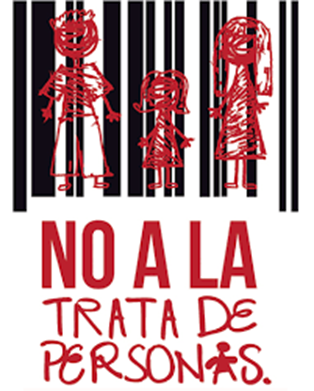 NO A LA
TRATA DE
PERSONAS.